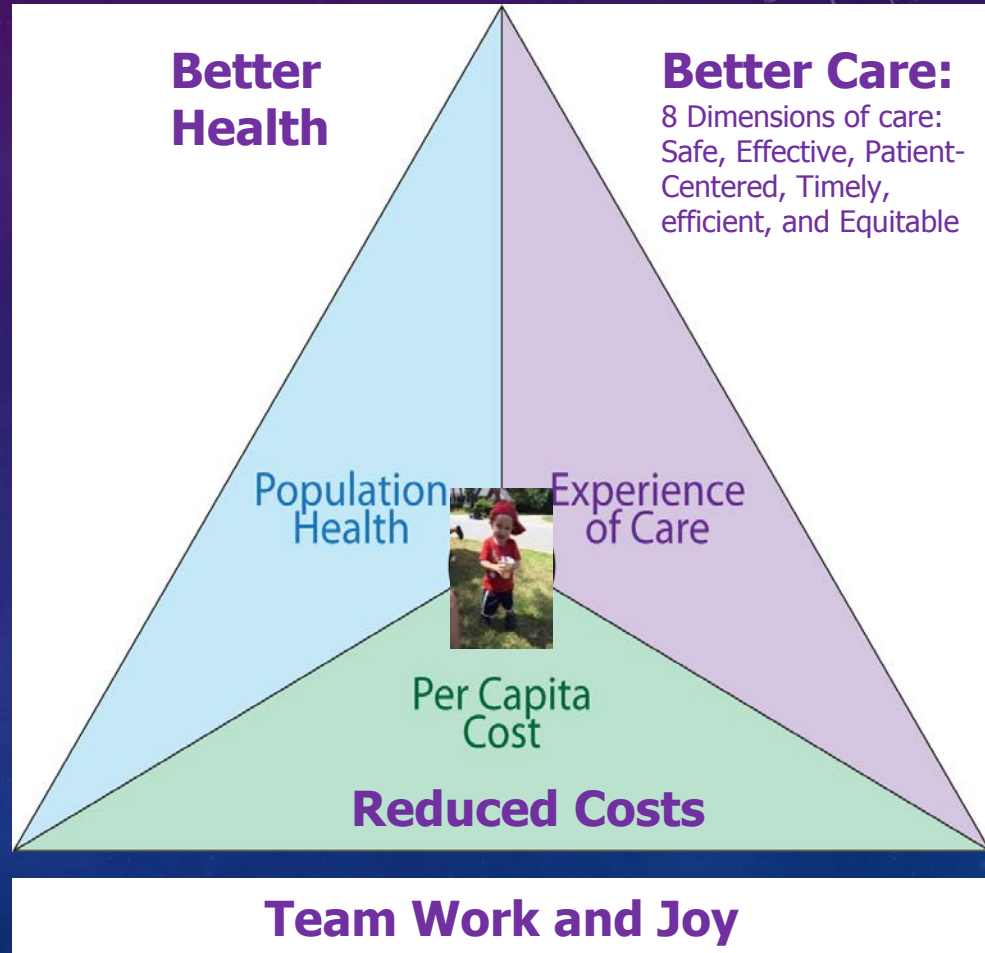 Better
Health
Better Care:
8 Dimensions of care:
Safe, Effective, Patient-
Centered, Timely,
efficient, and Equitable
Population
Health
Experience
of Care
Per Capita
Cost
Reduced Costs
Team Work and Joy